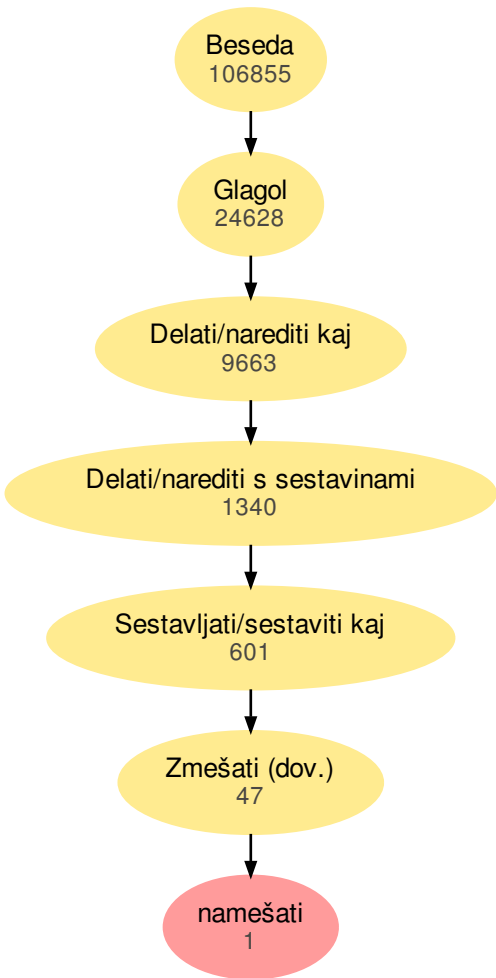 Beseda
106855
Glagol
24628
Delati/narediti kaj
9663
Delati/narediti s sestavinami
1340
Sestavljati/sestaviti kaj
601
Zmešati (dov.)
47
namešati
1